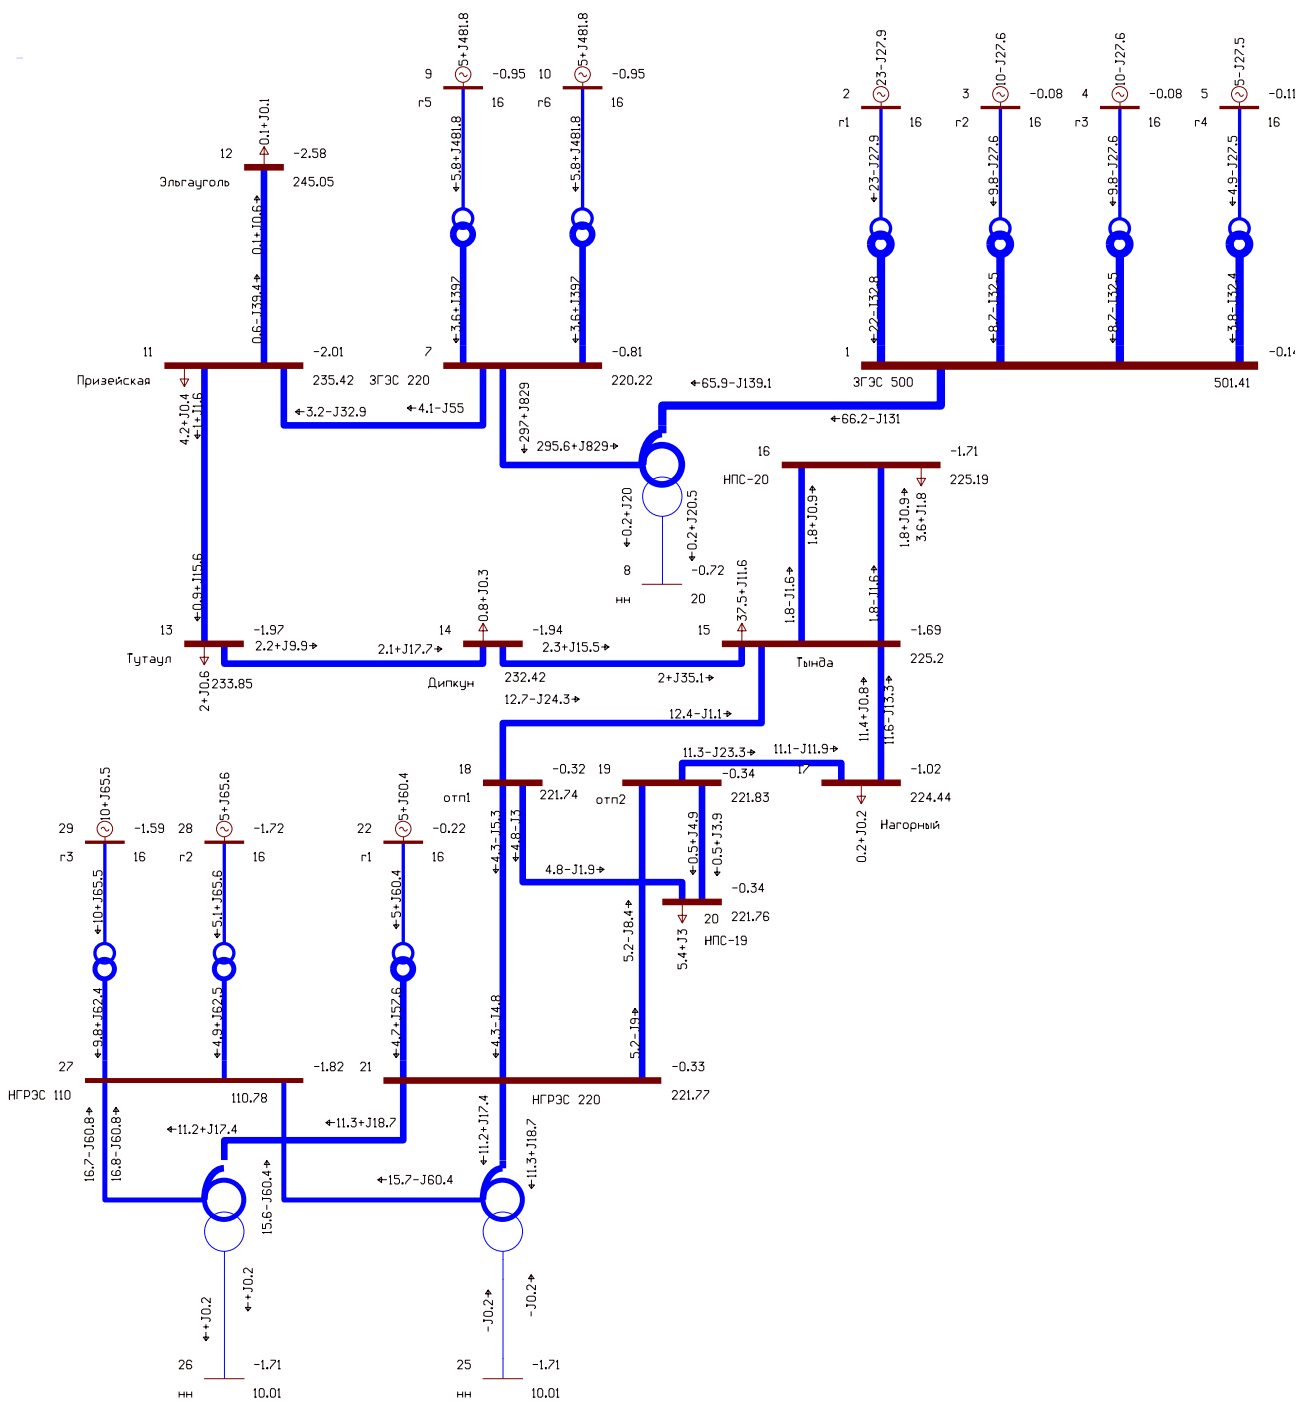 9
-0.95
5+J481.8
г5
16
10
-0.95
5+J481.8
г6
16
2
23-J27.9
г1
16
3
-0.08
10-J27.6
г2
16
4
-0.08
10-J27.6
г3
16
5
-0.11
5-J27.5
г4
16
12
-2.58
0.1+J0.1
Эльгауголь
245.05
←5.8+J481.8
←5.8+J481.8
←23-J27.9
←9.8-J27.6
←9.8-J27.6
←4.9-J27.5
0.1+J0.6→
0.6-J39.4→
←3.6+J397
←3.6+J397
←22-J32.8
←8.7-J32.5
←8.7-J32.5
←3.8-J32.4
11
-2.01
Призейская
235.42
7
-0.81
ЗГЭС 220
220.22
1
-0.14
ЗГЭС 500
501.41
←65.9-J139.1
←66.2-J131
4.2+J0.4
←1+J1.6
←3.2-J32.9
←4.1-J55
←297+J829
295.6+J829→
16
-1.71
НПС-20
225.19
1.8+J0.9→
1.8+J0.9→
3.6+J1.8
←0.2+J20
←0.2+J20.5
8
-0.72
нн
20
←0.9+J15.6
1.8-J1.6→
1.8-J1.6→
13
-1.97
Тутаул
233.85
2+J0.6
2.2+J9.9→
2.1+J17.7→
14
-1.94
0.8+J0.3
Дипкун
232.42
2.3+J15.5→
2+J35.1→
15
37.5+J11.6
-1.69
Тында
225.2
12.7-J24.3→
12.4-J1.1→
11.4+J0.8→
11.6-J13.3→
11.3-J23.3→
11.1-J11.9→
18
-0.32
отп1
221.74
19
-0.34
отп2
221.83
17
-1.02
224.44
Нагорный
0.2+J0.2
29
10+J65.5
-1.59
г3
16
28
5+J65.6
-1.72
г2
16
22
5+J60.4
-0.22
г1
16
←4.3-J5.3
←4.8-J3
4.8-J1.9→
←0.5+J4.9
←0.5+J3.9
-0.34
20
221.76
НПС-19
5.4+J3
←10+J65.5
←5.1+J65.6
←5+J60.4
5.2-J8.4→
←9.8+J62.4
←4.9+J62.5
←4.7+J57.6
←4.3-J4.8
5.2-J9→
27
-1.82
НГРЭС 110
110.78
21
-0.33
НГРЭС 220
221.77
16.7-J60.8→
16.8-J60.8→
←11.2+J17.4
←11.3+J18.7
←11.2+J17.4
←11.3+J18.7
15.6-J60.4→
←15.7-J60.4
←+J0.2
←+J0.2
-J0.2→
-J0.2→
26
-1.71
нн
10.01
25
-1.71
нн
10.01